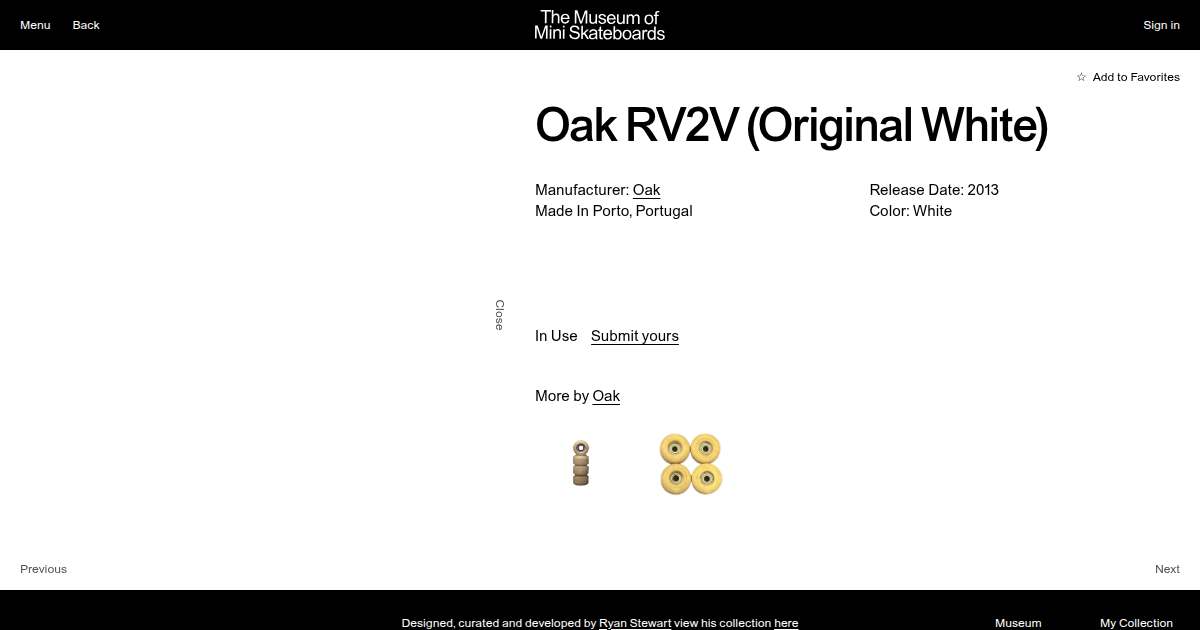 Menu
Back
The Museum of
Mini Skateboards
Sign in
☆ Add to Favorites
Oak RV2V (Original White)
Manufacturer: Oak
Made In Porto, Portugal
Release Date: 2013
Color: White
Close
In Use
Submit yours
More by Oak
Previous
Next
Designed, curated and developed by Ryan Stewart view his collection here
Museum
My Collection